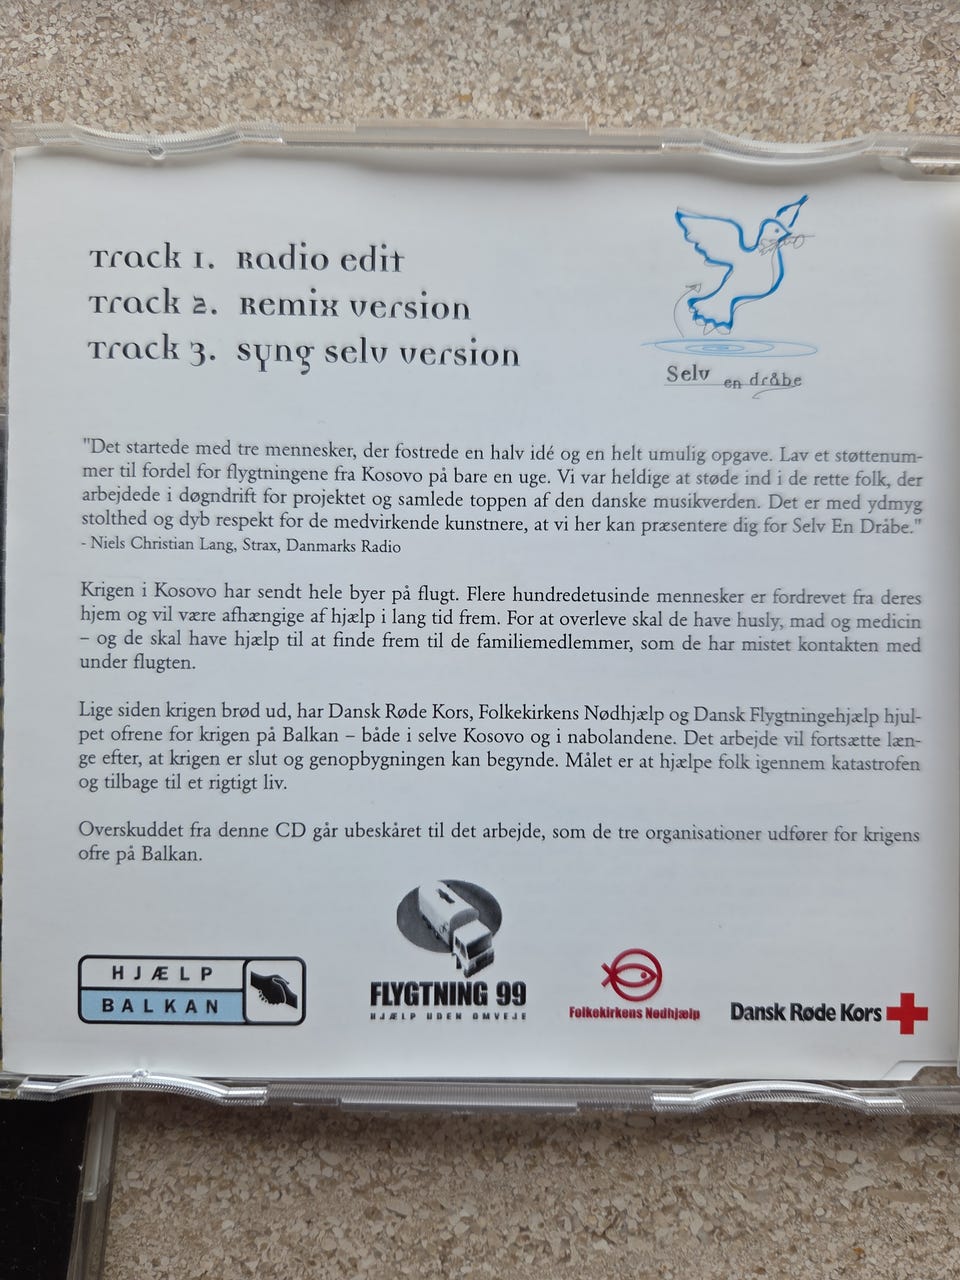 Track 1. Radio edit
Track 2. Remix version
Track 3. syng selv version
Selv en dråbe
"Det startede med tre mennesker, der fostrede en halv idé og en helt umulig opgave. Lav et støttenum-
mer til fordel for flygtningene fra Kosovo på bare en uge. Vi var heldige at støde ind i de rette folk, der
arbejdede i døgndrift for projektet og samlede toppen af den danske musikverden. Det er med ydmyg
stolthed og dyb respekt for de medvirkende kunstnere, at vi her kan præsentere dig for Selv En Dråbe."
- Niels Christian Lang, Strax, Danmarks Radio
Krigen i Kosovo har sendt hele byer på flugt. Flere hundredetusinde mennesker er fordrevet fra deres
hjem og vil være afhængige af hjælp i lang tid frem. For at overleve skal de have husly, mad og medicin
– og de skal have hjælp til at finde frem til de familiemedlemmer, som de har mistet kontakten med
under flugten.
Lige siden krigen brød ud, har Dansk Røde Kors, Folkekirkens Nødhjælp og Dansk Flygtningehjælp hjul-
pet ofrene for krigen på Balkan – både i selve Kosovo og i nabolandene. Det arbejde vil fortsætte læn-
ge efter, at krigen er slut og genopbygningen kan begynde. Målet er at hjælpe folk igennem katastrofen
og tilbage til et rigtigt liv.
Overskuddet fra denne CD går ubeskåret til det arbejde, som de tre organisationer udfører for krigens
ofre på Balkan.
HJÆLP
BALKAN
FLYGTNING 99
HJÆLP UDEN OMVEJE
Folkekirkens Nødhjælp
Dansk Røde Kors